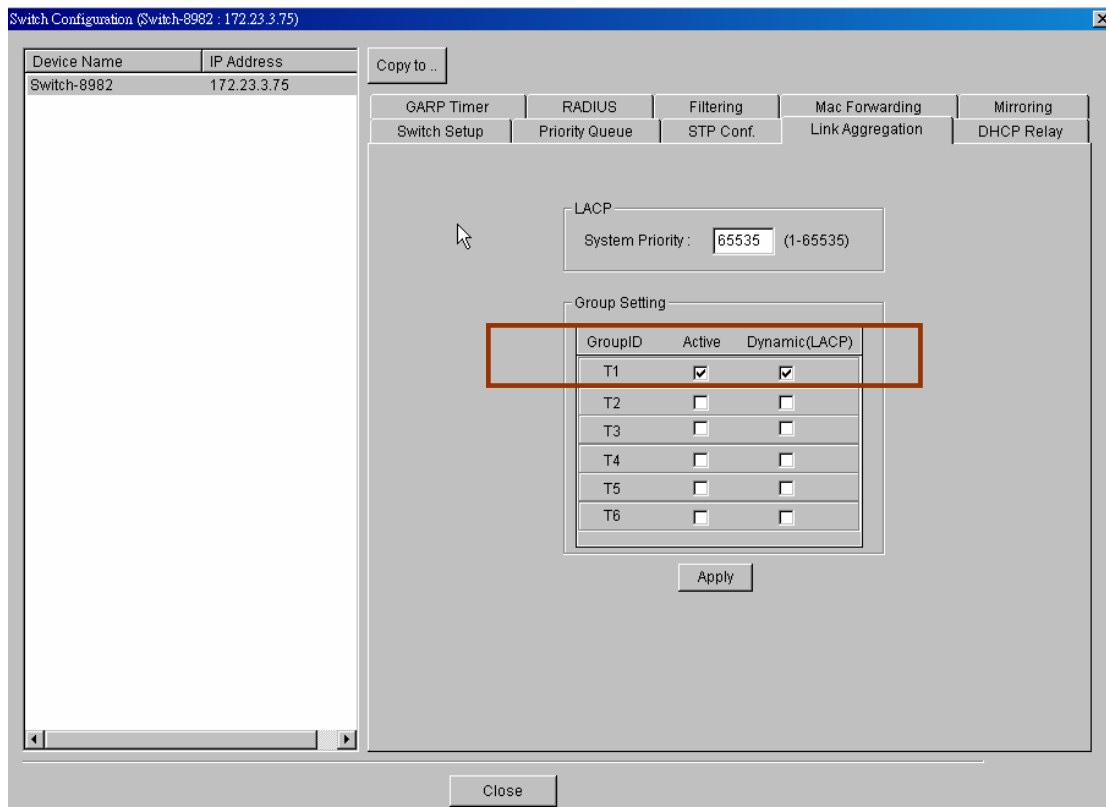 Switch Configuration (Switch-8982 : 172.23.3.75)
Device Name IP Address
Switch-8982 172.23.3.75
Copy to ..
GARP Timer RADIUS Filtering Mac Forwarding Mirroring
Switch Setup Priority Queue STP Conf. Link Aggregation DHCP Relay
LACP
System Priority : 65535 (1-65535)
Group Setting
GroupID Active Dynamic(LACP)
T1
T2
T3
T4
T5
T6
Apply
Close